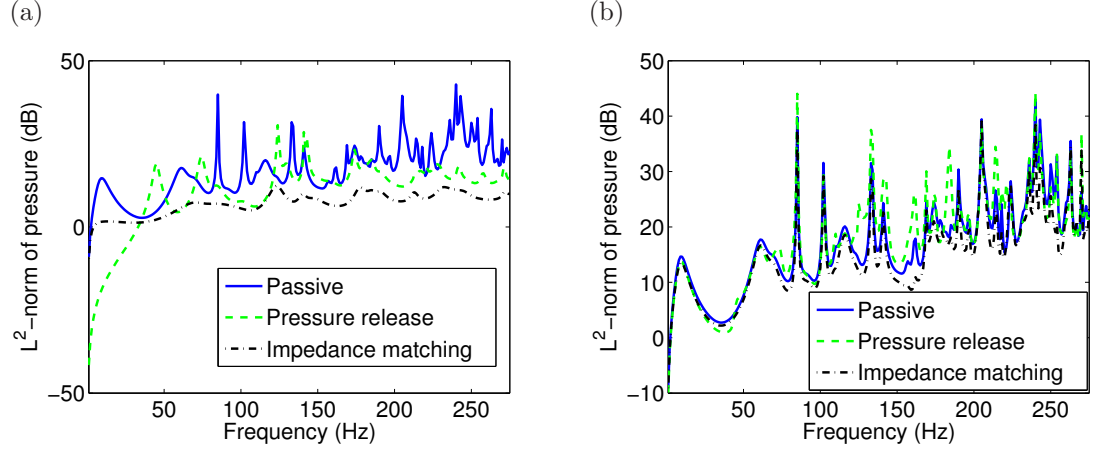 (a)
50
0
−50
50
100
150
200
250
L²−norm of pressure (dB)
Frequency (Hz)
Passive
Pressure release
Impedance matching
(b)
50
40
30
20
10
0
−10
50
100
150
200
250
L²−norm of pressure (dB)
Frequency (Hz)
Passive
Pressure release
Impedance matching